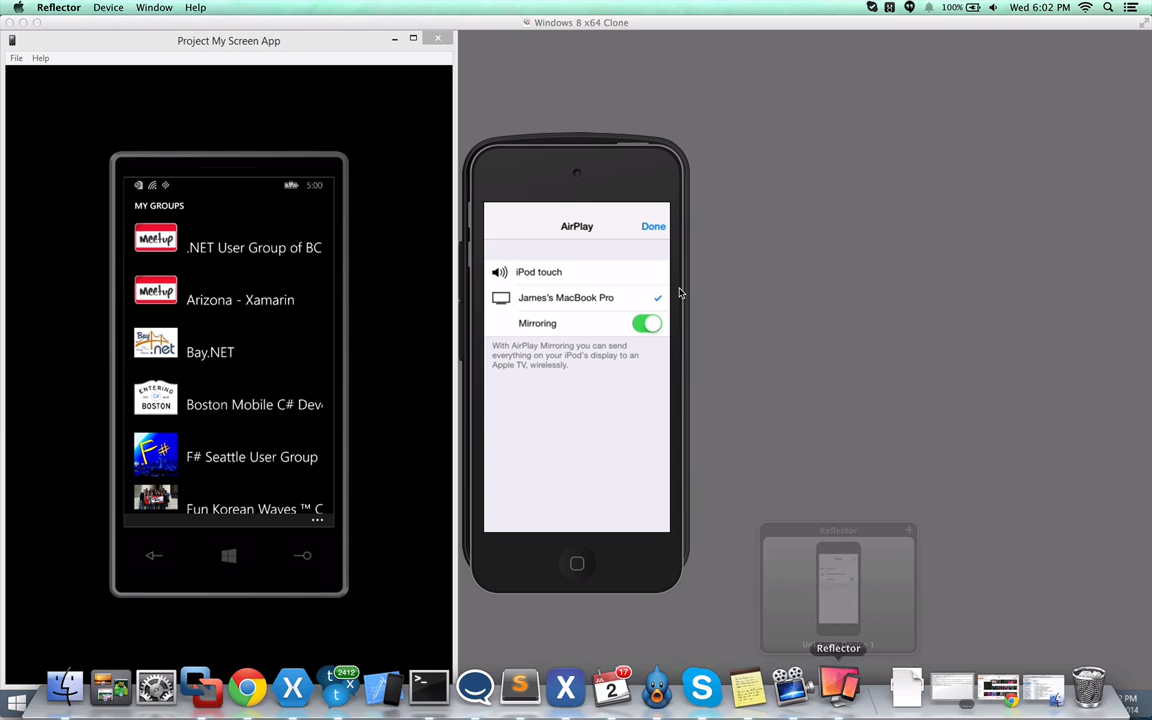 Reflector Device Window Help
100% Wed 6:02 PM
Windows 8 x64 Clone
Project My Screen App
File Help
5:00
MY GROUPS
Meetup .NET User Group of BC
Meetup Arizona - Xamarin
Bay .net Bay.NET
ENTERING C# BOSTON Boston Mobile C# Dev
F# F# Seattle User Group
Fun Korean Waves ™ C
AirPlay Done
iPod touch
James's MacBook Pro
Mirroring
With AirPlay Mirroring you can send
everything on your iPod's display to an
Apple TV, wirelessly.
Reflector
Reflector
2412
17
2